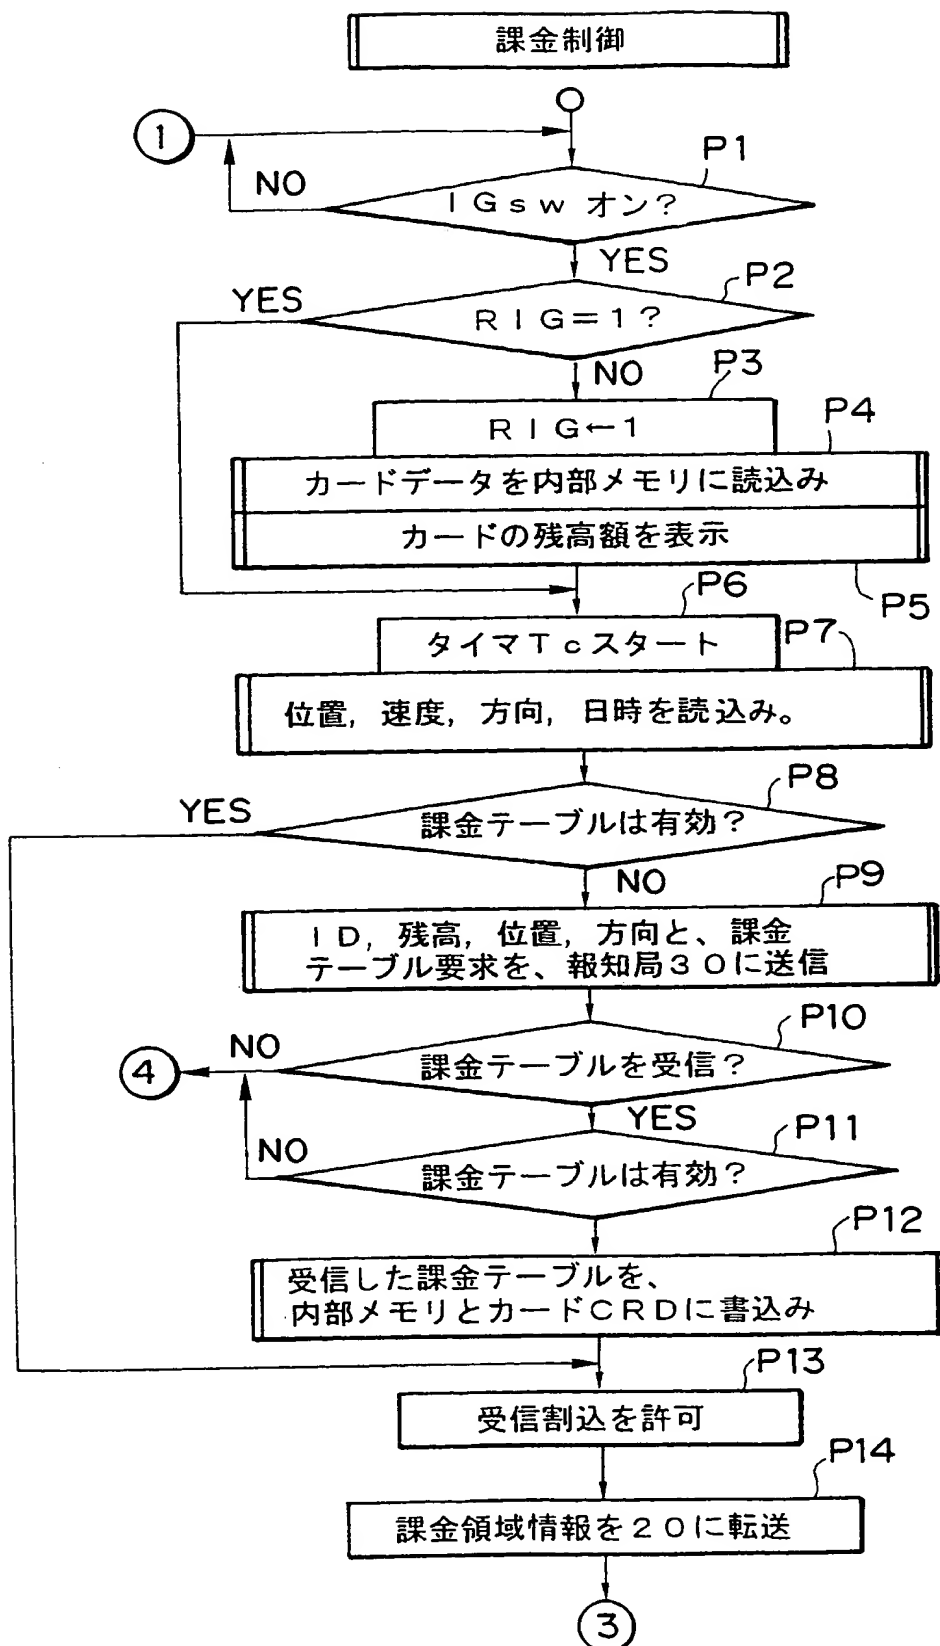 課金制御
1
P1
NO
IGsw オン?
YES
P2
YES
RIG=1?
NO
P3
RIG←1
P4
カードデータを内部メモリに読込み
カードの残高額を表示
P5
P6
タイマTcスタート
P7
位置, 速度, 方向, 日時を読込み。
P8
YES
課金テーブルは有効?
NO
P9
ID, 残高, 位置, 方向と、課金
テーブル要求を、報知局30に送信
P10
NO
4
課金テーブルを受信?
YES
P11
NO
課金テーブルは有効?
P12
受信した課金テーブルを、
内部メモリとカードCRDに書込み
P13
受信割込を許可
P14
課金領域情報を20に転送
3